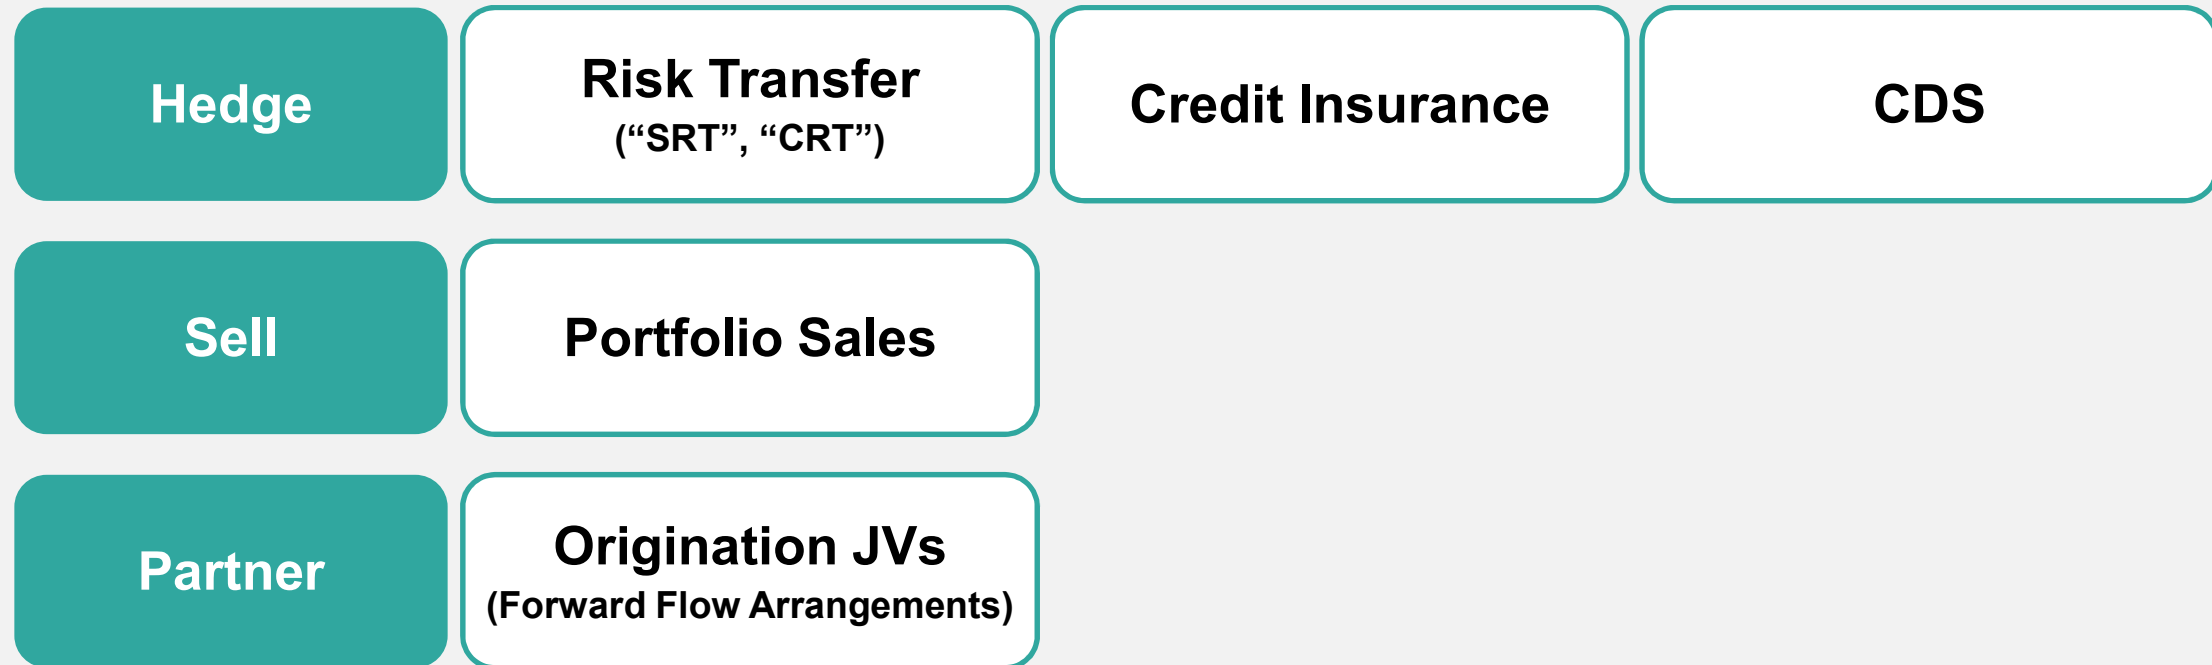 Hedge
Risk Transfer
(“SRT”, “CRT”)
Credit Insurance
CDS
Sell
Portfolio Sales
Partner
Origination JVs
(Forward Flow Arrangements)